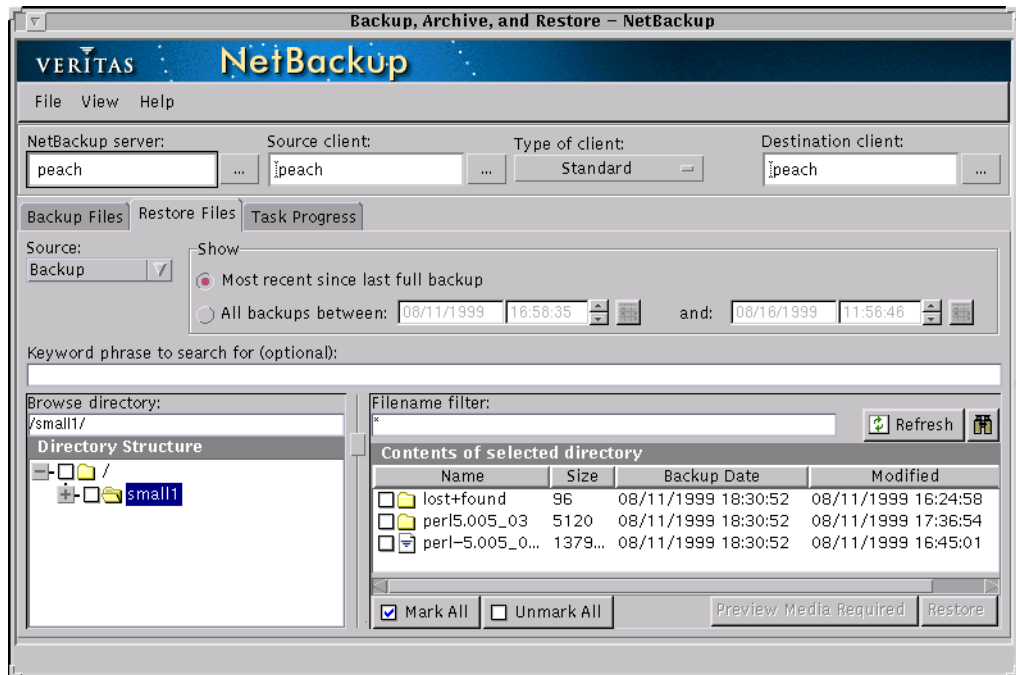 Backup, Archive, and Restore – NetBackup
VERITAS NetBackup
File View Help
NetBackup server: Source client: Type of client: Destination client:
peach ... peach ... Standard peach ...
Backup Files Restore Files Task Progress
Source: Show
Backup Most recent since last full backup
All backups between: 08/11/1999 16:58:35 and: 08/16/1999 11:56:46
Keyword phrase to search for (optional):
Browse directory: Filename filter:
/small1/ * Refresh
Directory Structure Contents of selected directory
Name Size Backup Date Modified
/
small1
lost+found 96 08/11/1999 18:30:52 08/11/1999 16:24:58
perl5.005_03 5120 08/11/1999 18:30:52 08/11/1999 17:36:54
perl–5.005_0... 1379... 08/11/1999 18:30:52 08/11/1999 16:45:01
Mark All Unmark All Preview Media Required Restore